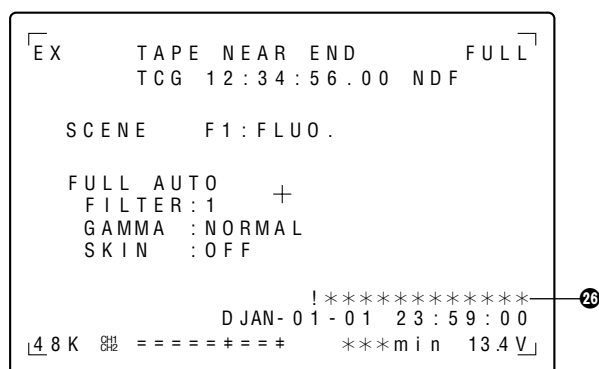 EX TAPE NEAR END FULL
TCG 12:34:56.00 NDF
SCENE F1:FLUO.
FULL AUTO
FILTER:1
GAMMA :NORMAL
SKIN :OFF
!************ 26
DJAN-01-01 23:59:00
48K CH1 CH2 =====‡==‡ ***min 13.4V